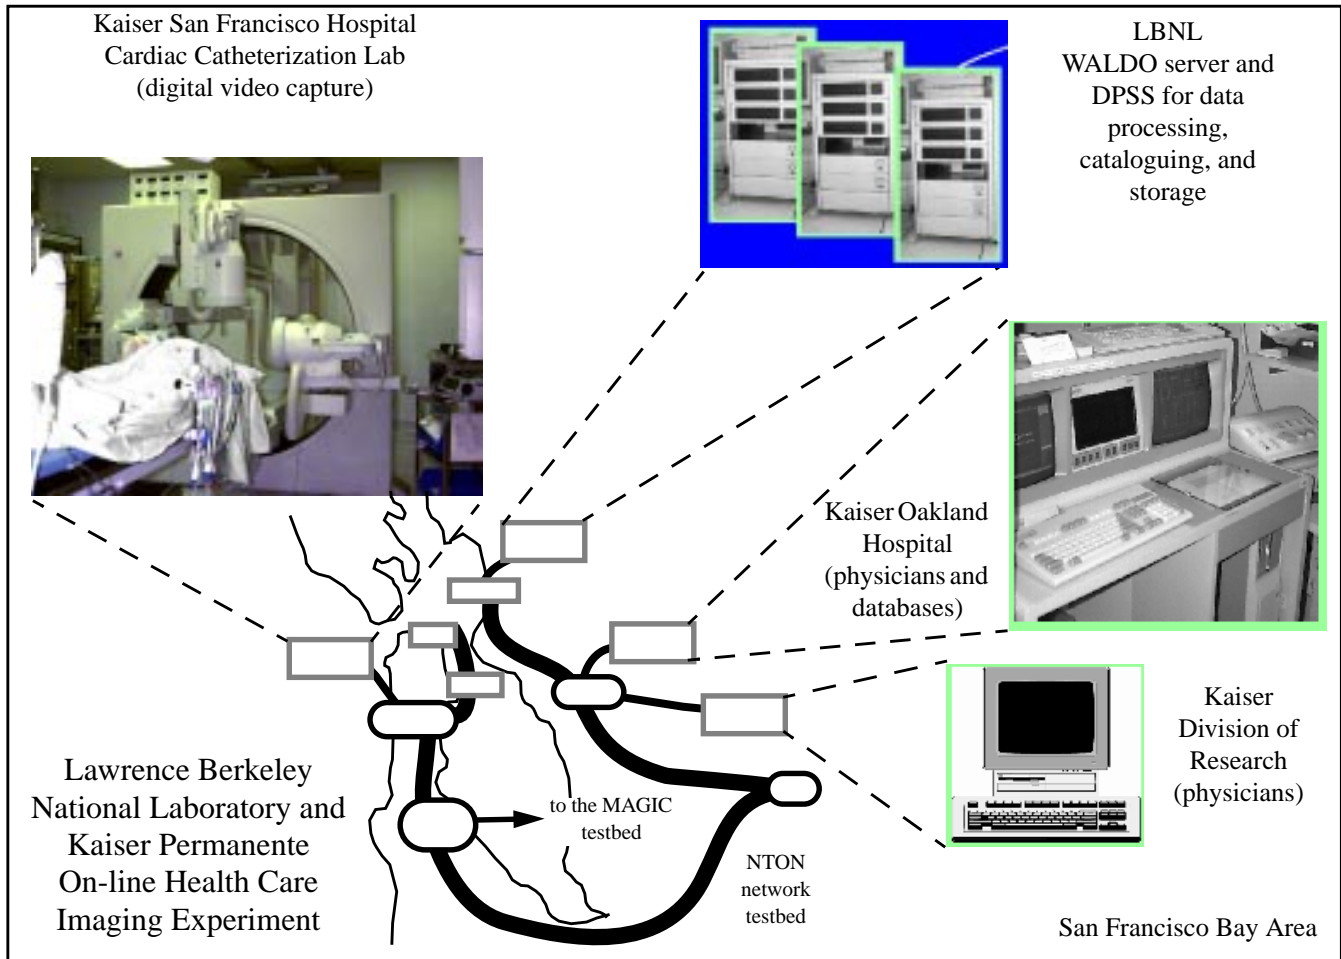 Kaiser San Francisco Hospital
Cardiac Catheterization Lab
(digital video capture)
LBNL
WALDO server and
DPSS for data
processing,
cataloguing, and
storage
Kaiser Oakland
Hospital
(physicians and
databases)
Kaiser
Division of
Research
(physicians)
Lawrence Berkeley
National Laboratory and
Kaiser Permanente
On-line Health Care
Imaging Experiment
to the MAGIC
testbed
NTON
network
testbed
San Francisco Bay Area